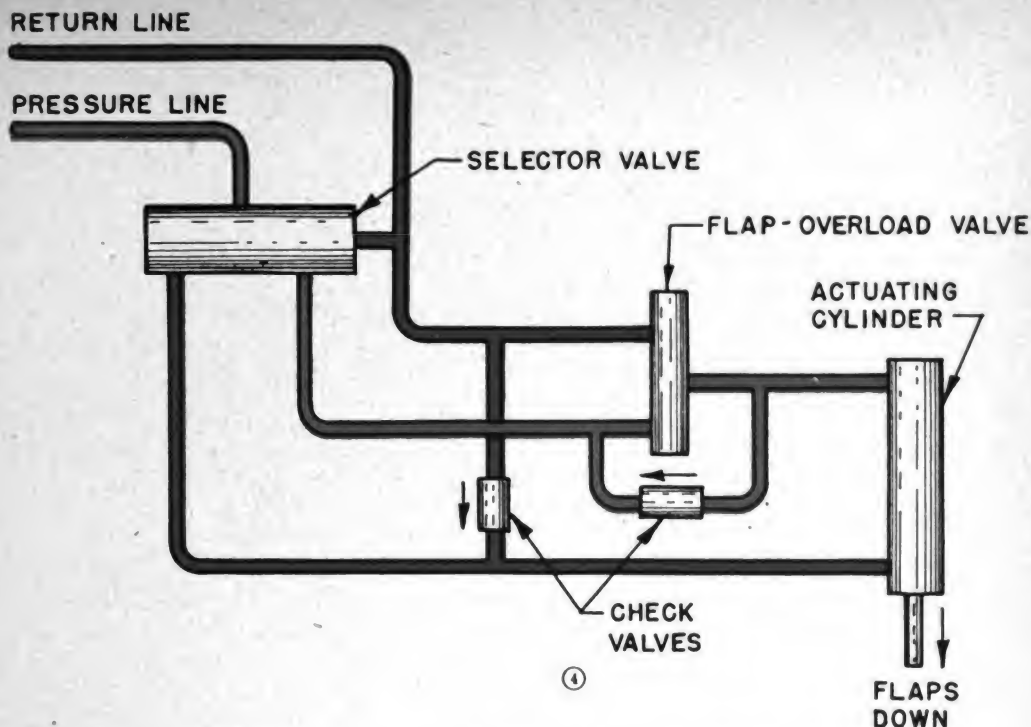 RETURN LINE
PRESSURE LINE
SELECTOR VALVE
FLAP-OVERLOAD VALVE
ACTUATING
CYLINDER
CHECK
VALVES
④
FLAPS
DOWN